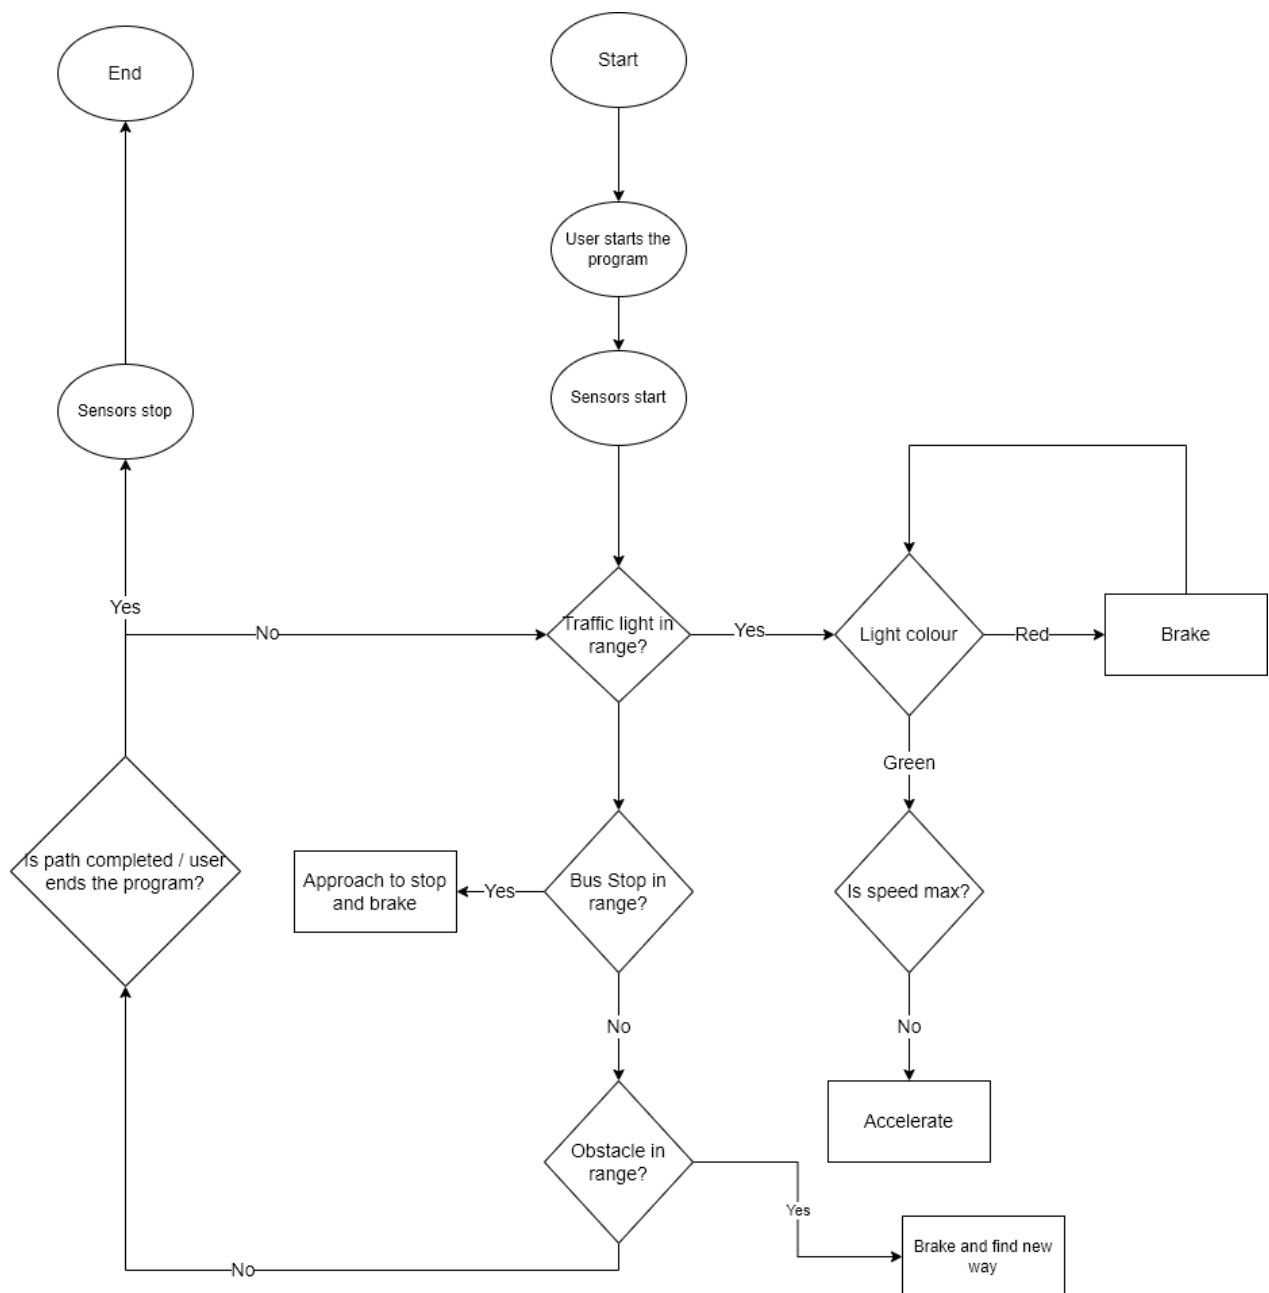 End
Start
User starts the
program
Sensors start
Sensors stop
Yes
No
Traffic light in
range?
Yes
Light colour
Red
Brake
Green
Is path completed / user
ends the program?
Approach to stop
and brake
Yes
Bus Stop in
range?
Is speed max?
No
No
Accelerate
Obstacle in
range?
Yes
Brake and find new
way
No